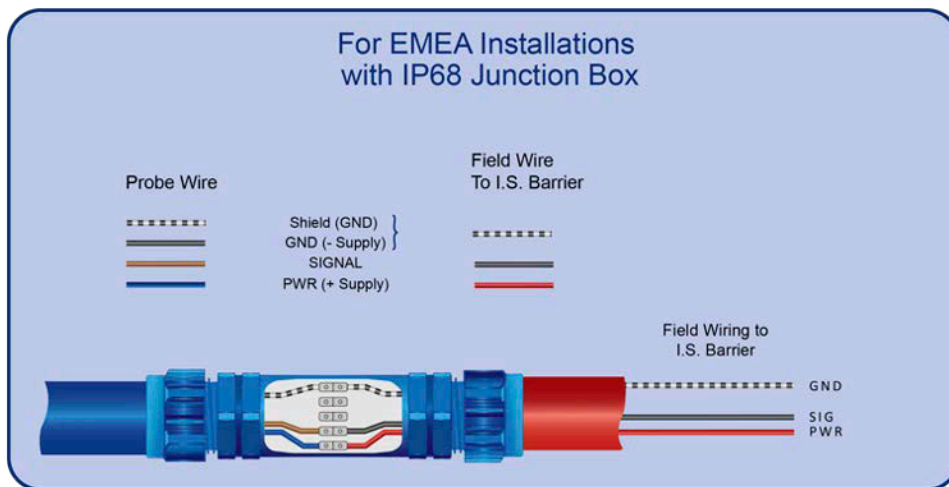 For EMEA Installations
with IP68 Junction Box
Probe Wire
Field Wire
To I.S. Barrier
Shield (GND)
GND (- Supply)
SIGNAL
PWR (+ Supply)
Field Wiring to
I.S. Barrier
GND
SIG
PWR